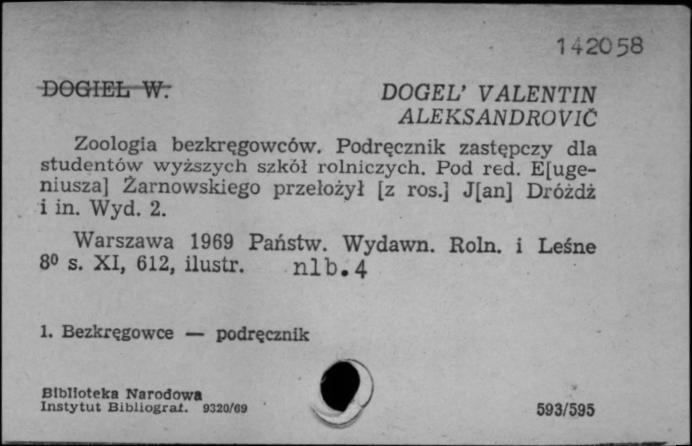 142058
DOGIEL W.
DOGEL’ VALENTIN
ALEKSANDROVIČ
Zoologia bezkręgowców. Podręcznik zastępczy dla
studentów wyższych szkół rolniczych. Pod red. E[uge-
niusza] Żarnowskiego przełożył [z ros.] J[an] Dróżdż
i in. Wyd. 2.
Warszawa 1969 Państw. Wydawn. Roln. i Leśne
8⁰ s. XI, 612, ilustr. nlb.4
1. Bezkręgowce — podręcznik
Biblioteka Narodowa
Instytut Bibliograf. 9320/69
593/595